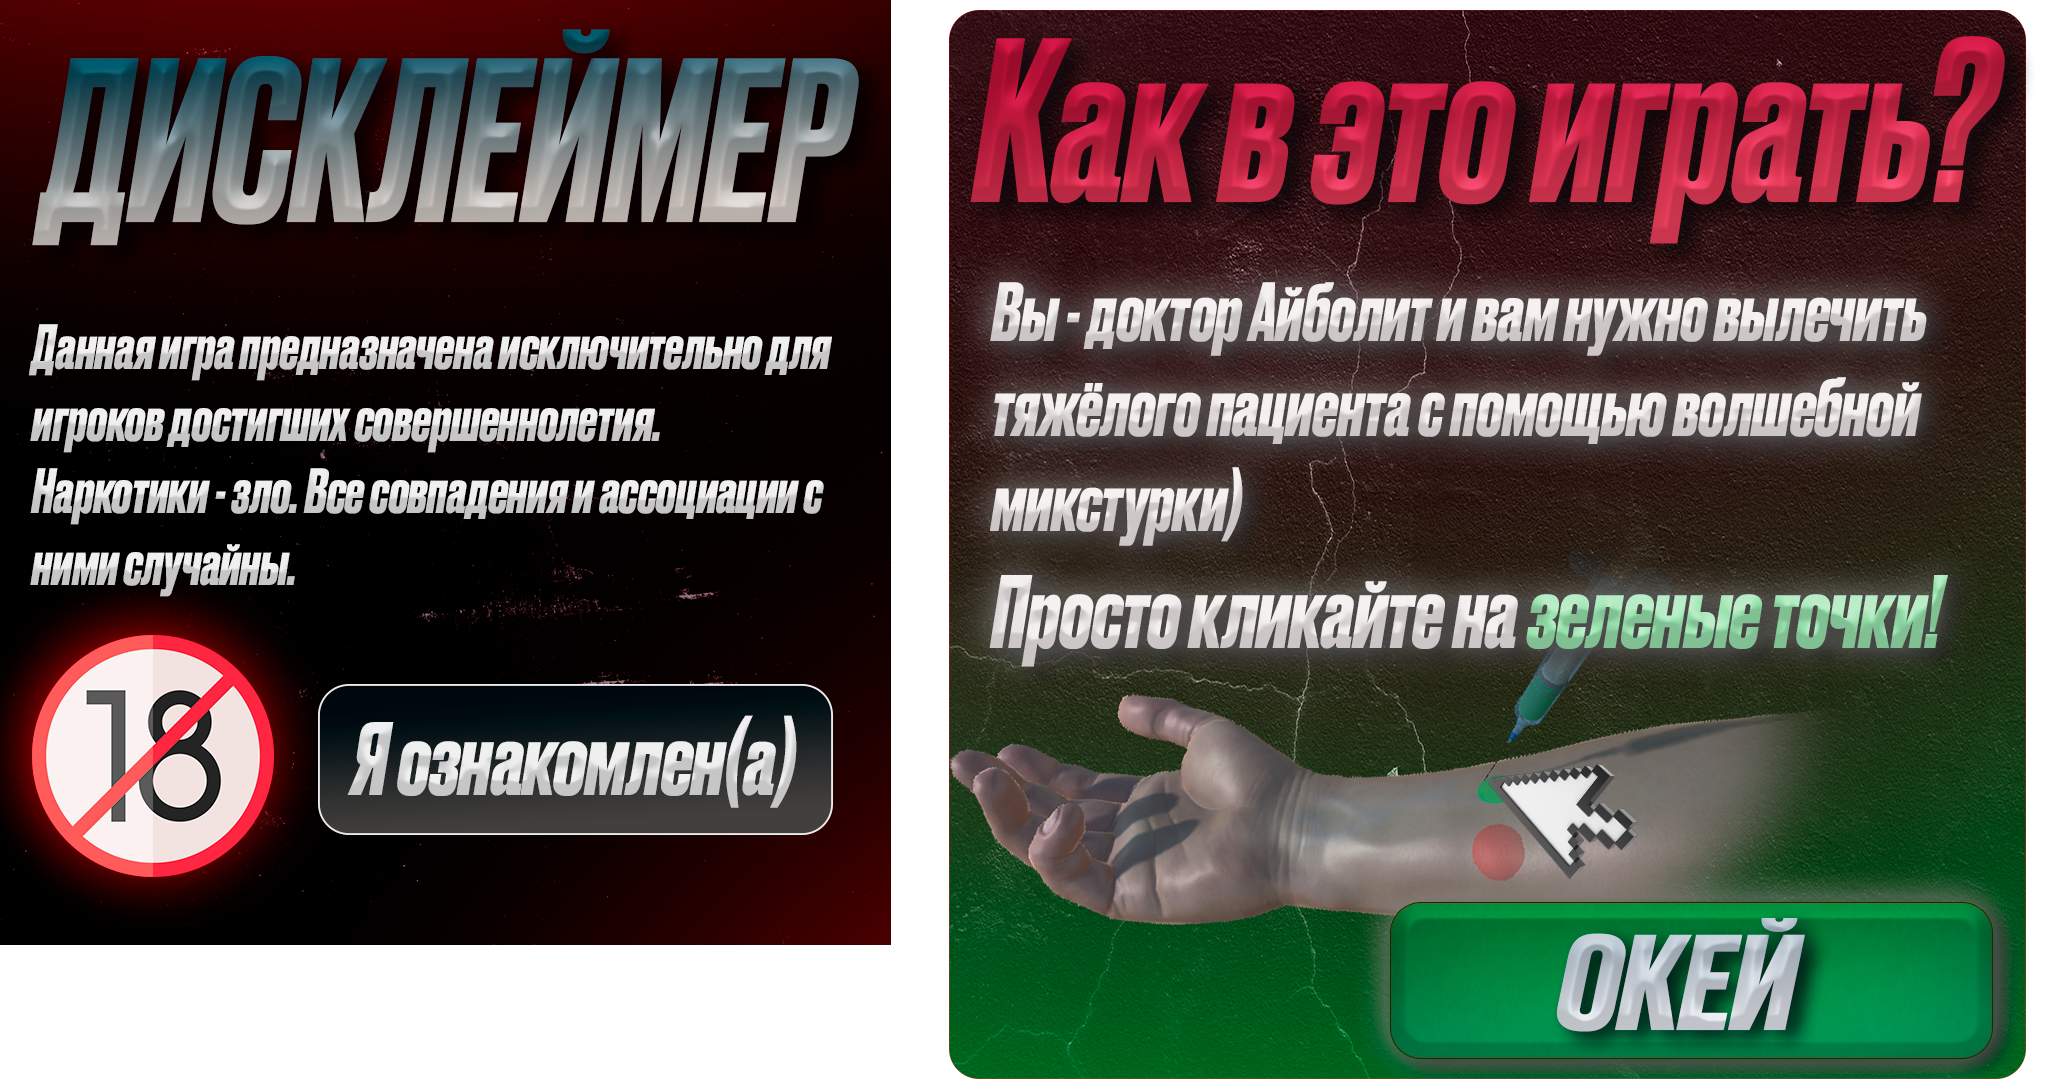 ДИСКЛЕЙМЕР
Данная игра предназначена исключительно для
игроков достигших совершеннолетия.
Наркотики - зло. Все совпадения и ассоциации с
ними случайны.
18
Я ознакомлен(а)
Как в это играть?
Вы - доктор Айболит и вам нужно вылечить
тяжёлого пациента с помощью волшебной
микстурки)
Просто кликайте на зеленые точки!
ОКЕЙ